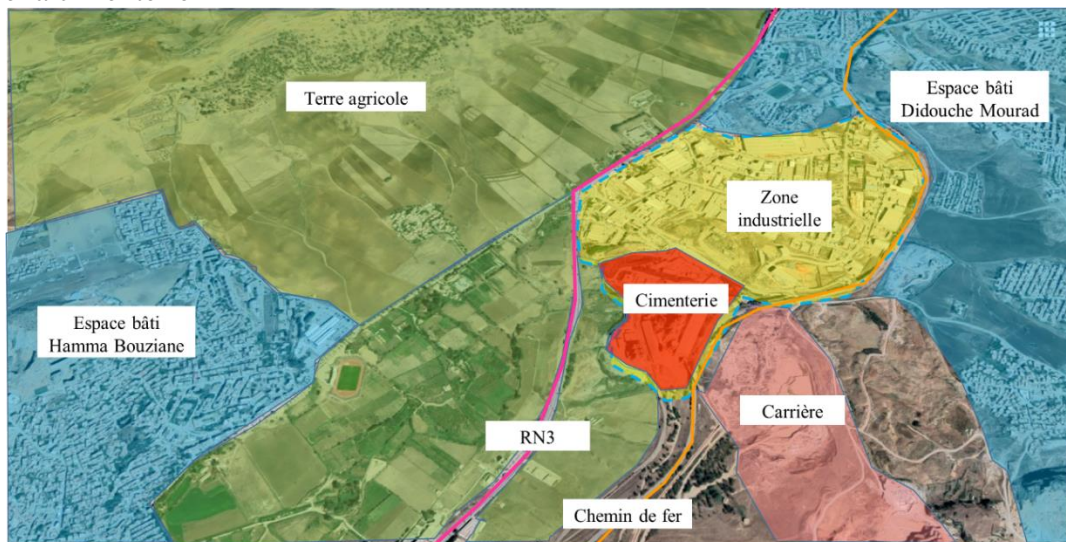 Terre agricole
Espace bâti
Didouche Mourad
Zone
industrielle
Cimenterie
Espace bâti
Hamma Bouziane
Carrière
RN3
Chemin de fer